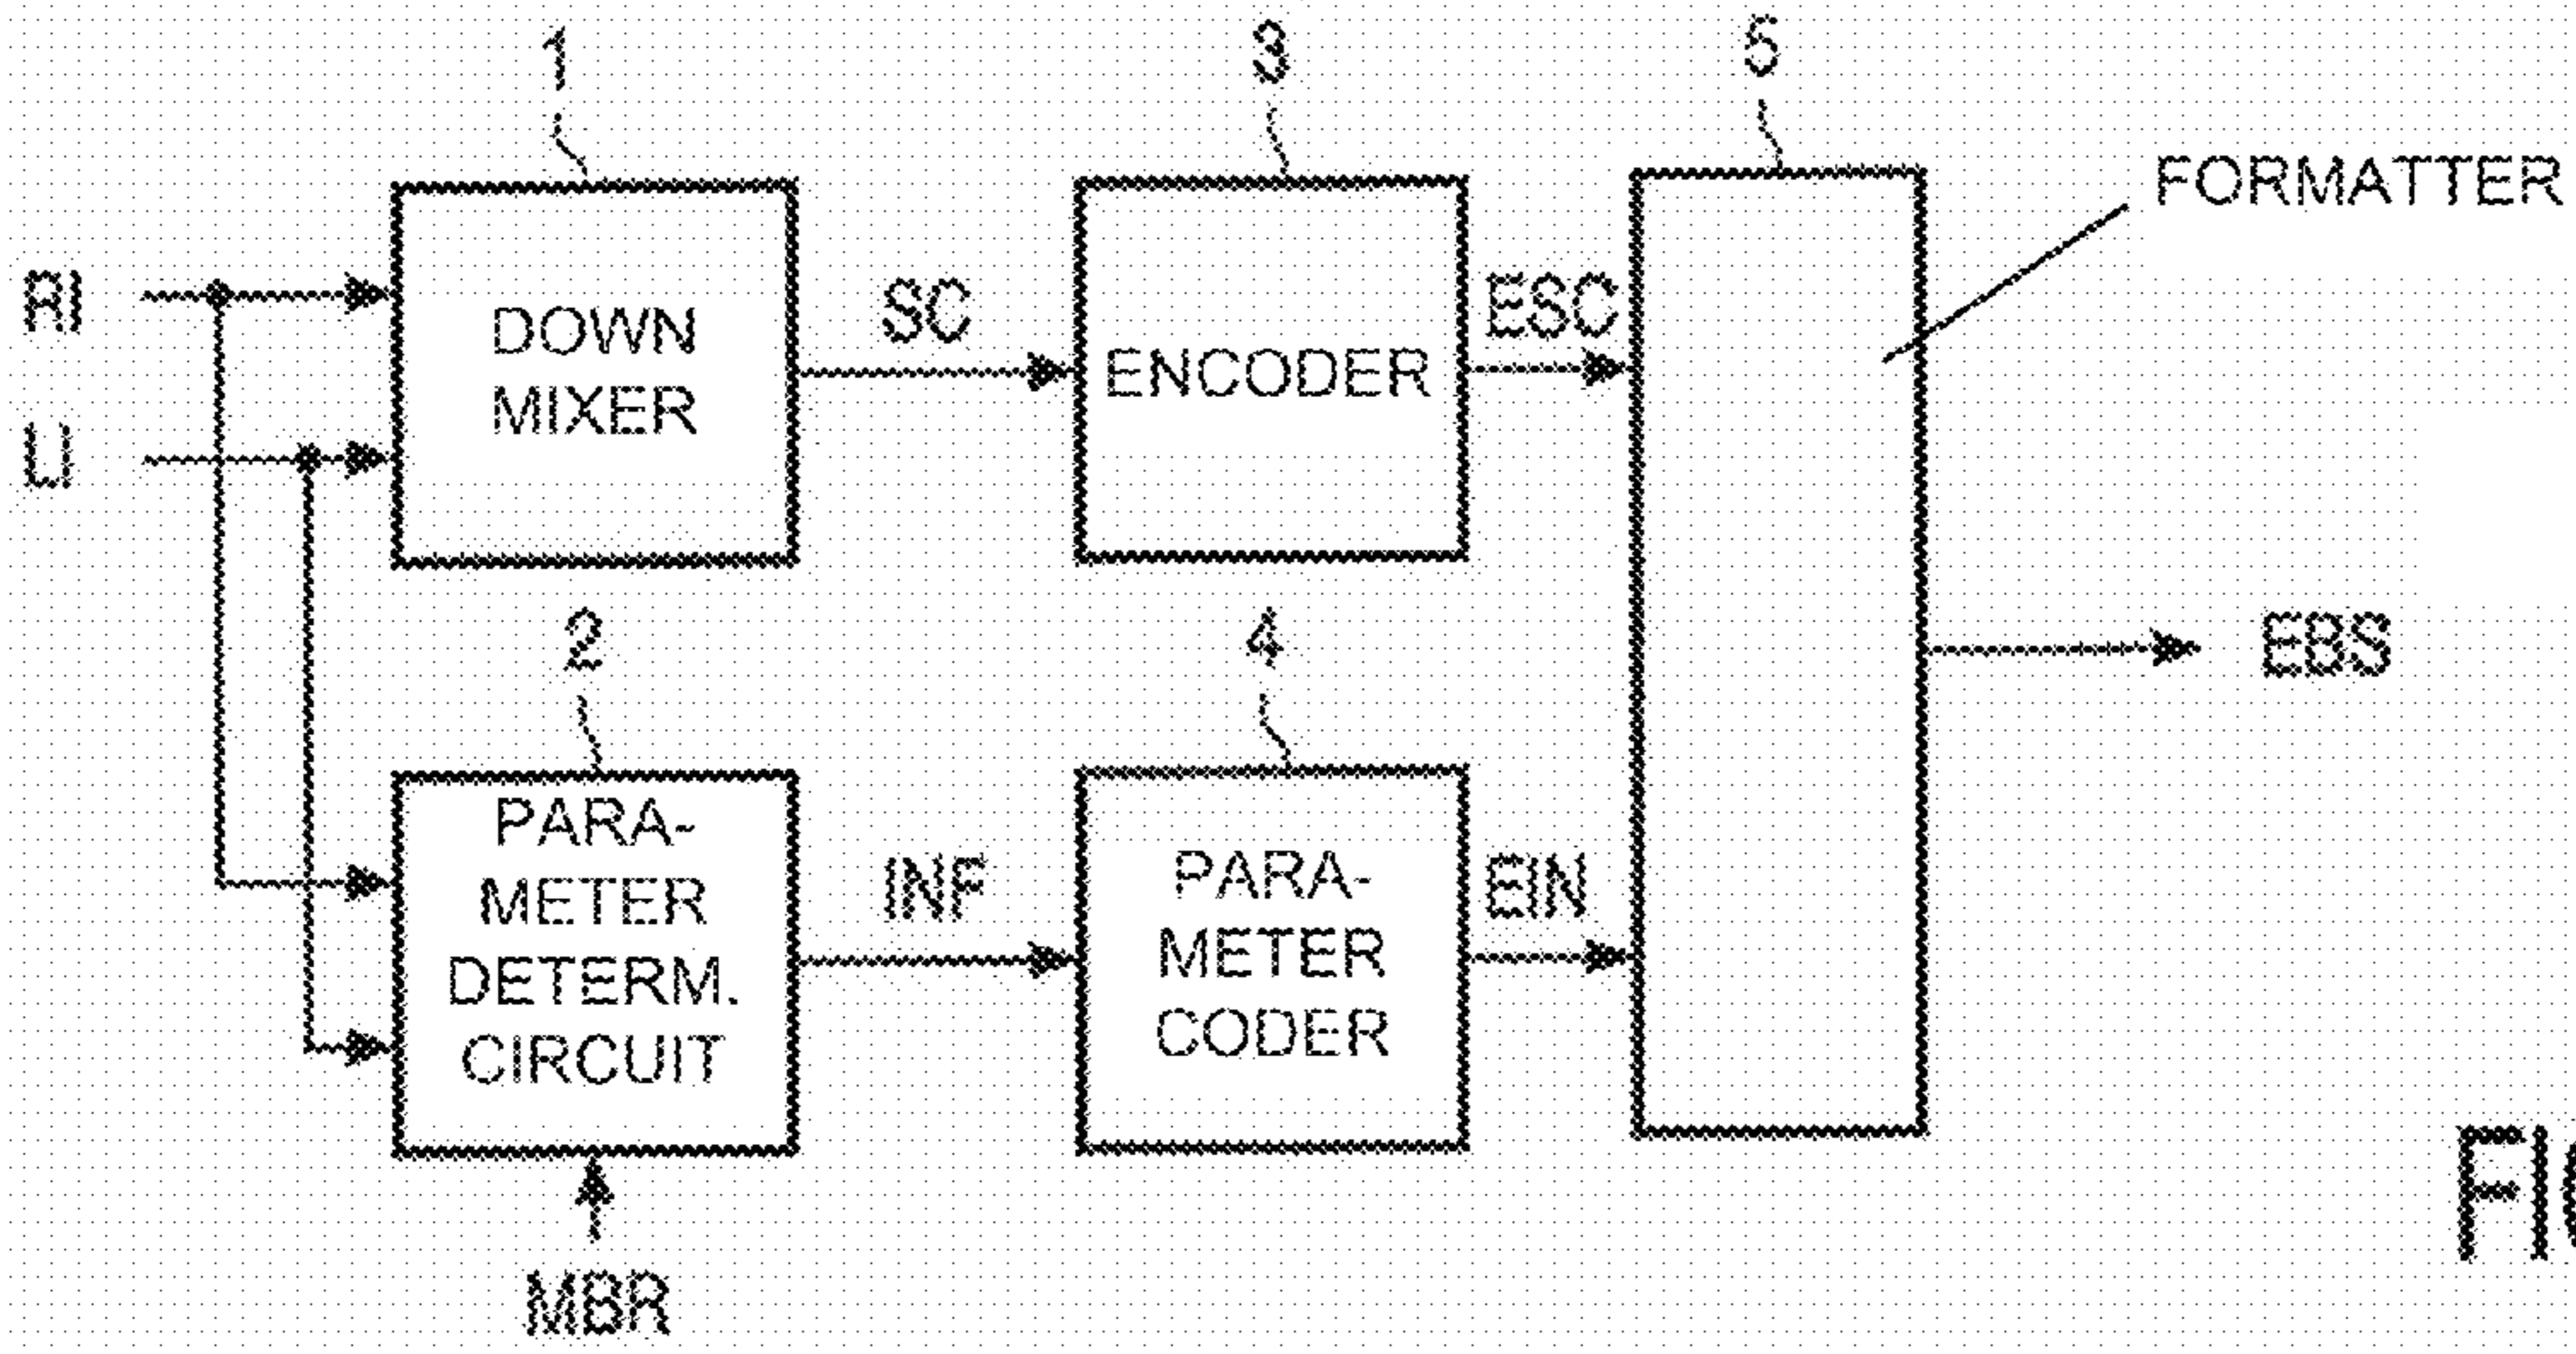 1
3
5
FORMATTER
RI
LI
DOWN
MIXER
SC
ENCODER
ESC
2
4
EBS
PARA-
METER
DETERM.
CIRCUIT
INF
PARA-
METER
CODER
EIN
MBR